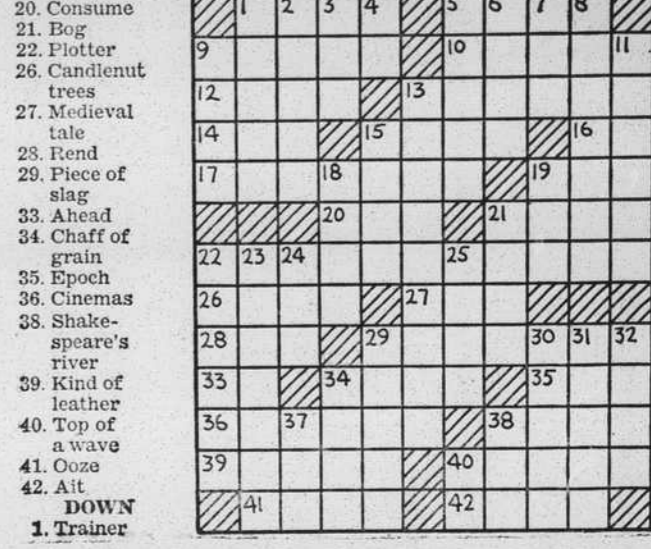 20. Consume
21. Bog
22. Plotter
26. Candlenut
trees
27. Medieval
tale
28. Rend
29. Piece of
slag
33. Ahead
34. Chaff of
grain
35. Epoch
36. Cinemas
38. Shake-
speare's
river
39. Kind of
leather
40. Top of
a wave
41. Ooze
42. Ait
DOWN
1. Trainer
1 2 3 4 5 6 7 8
9 10 11
12 13
14 15 16
17 18 19
20 21
22 23 24 25
26 27
28 29 30 31 32
33 34 35
36 37 38
39 40
41 42